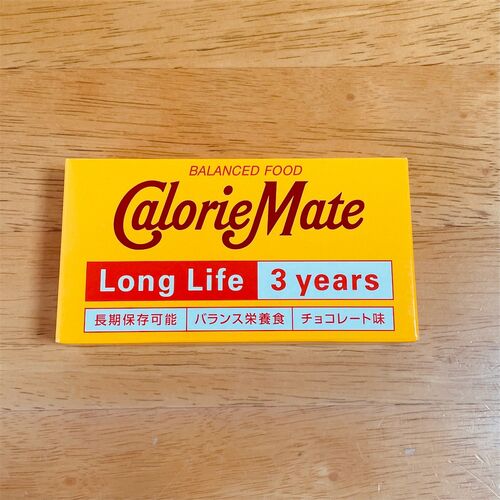 BALANCED FOOD
CalorieMate
Long Life 3 years
長期保存可能 バランス栄養食 チョコレート味